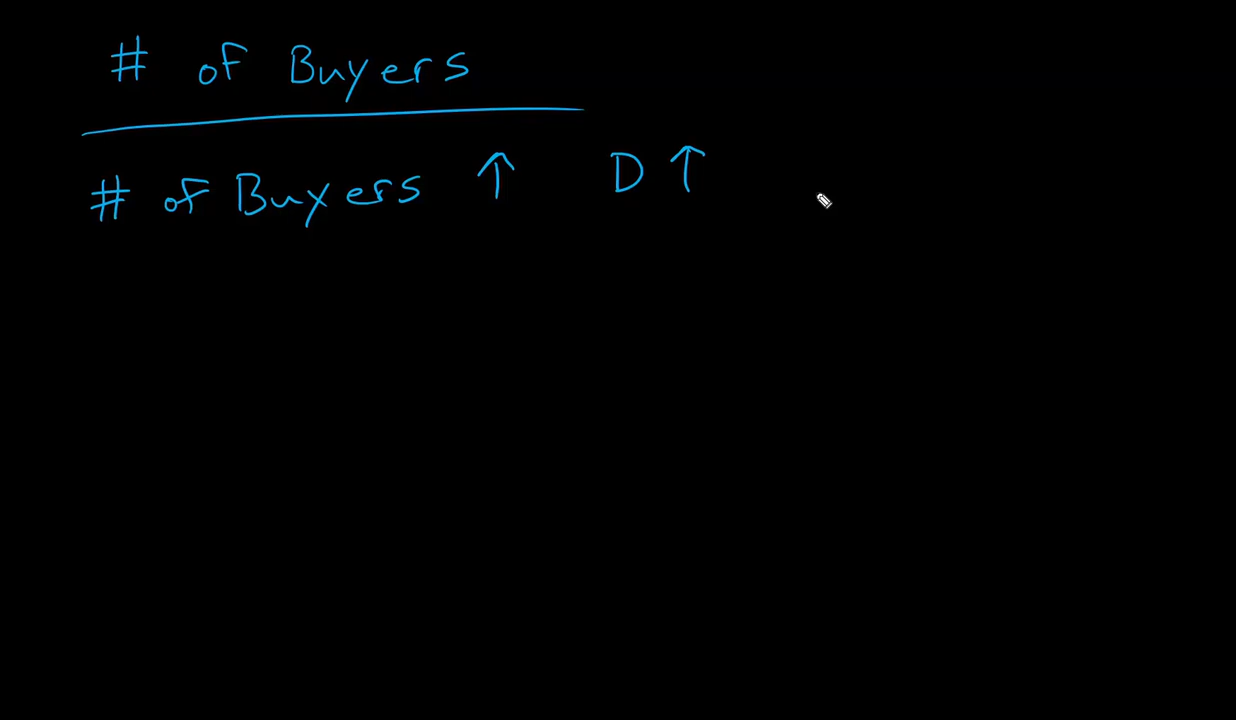 # of Buyers
# of Buyers ↑ D ↑